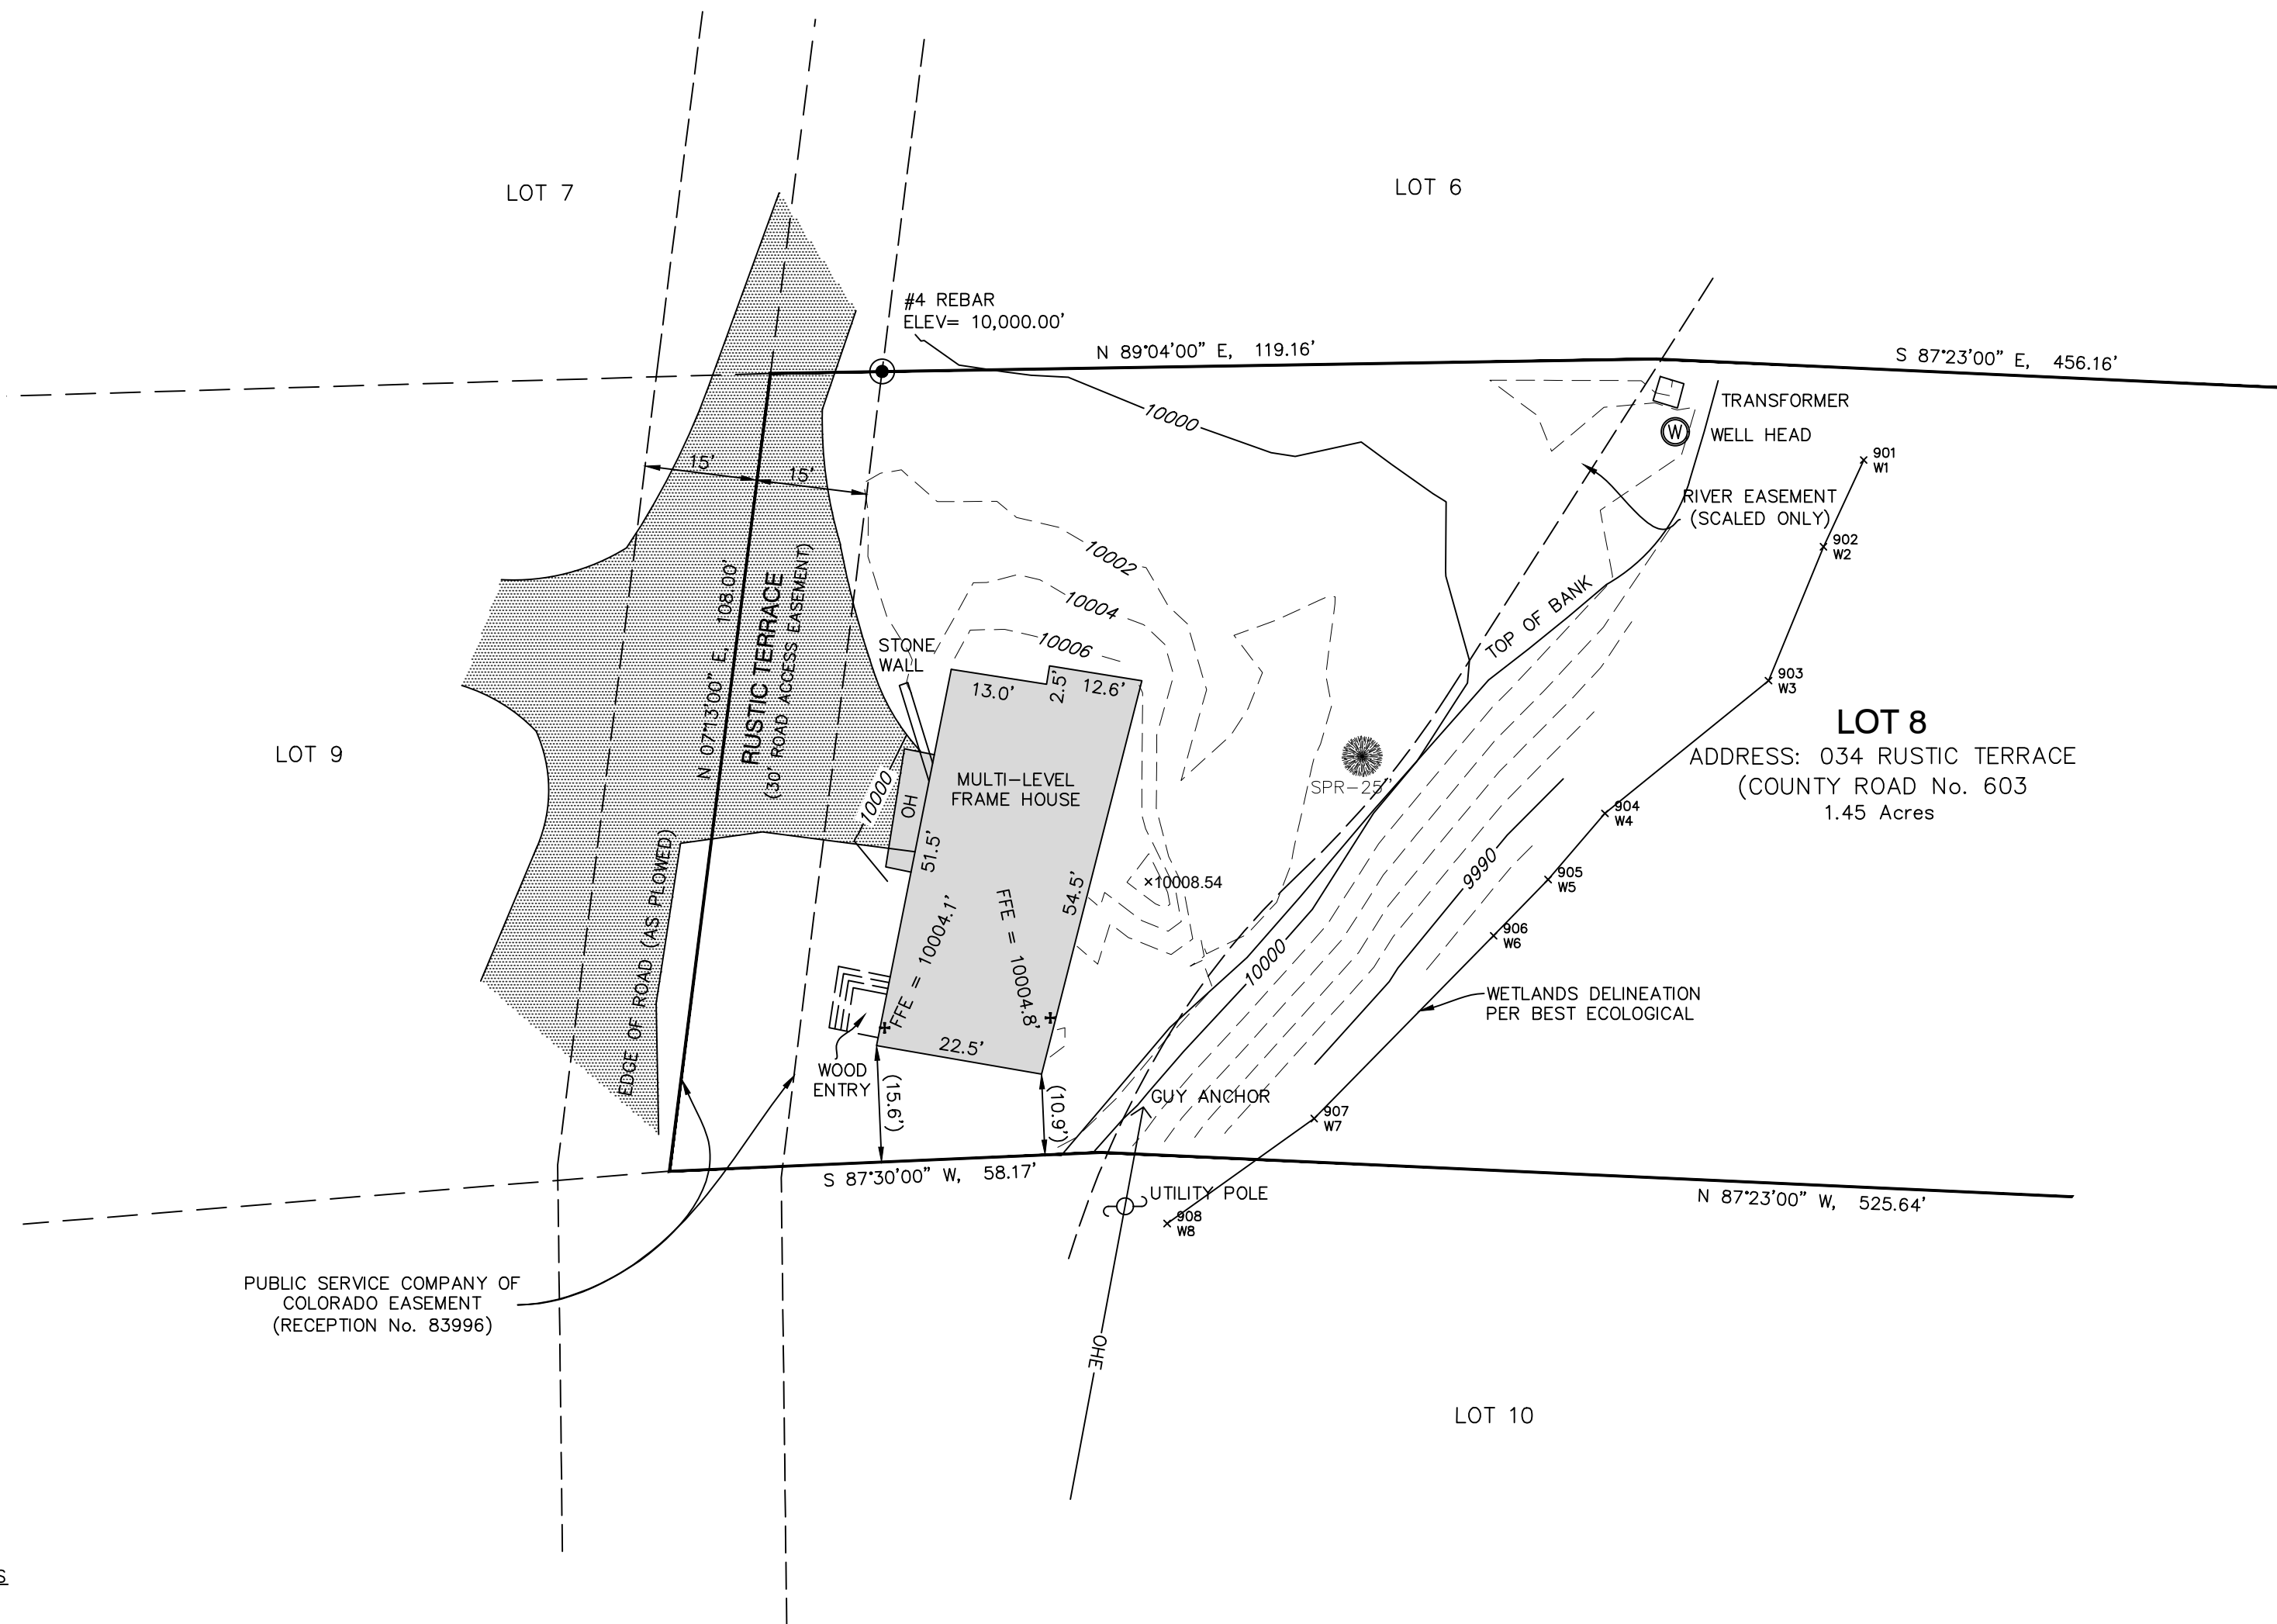 LOT 7
LOT 6
#4 REBAR
ELEV= 10,000.00'
N 89°04'00" E, 119.16'
S 87°23'00" E, 456.16'
10000
TRANSFORMER
W
WELL HEAD
901
W1
15'
15'
RIVER EASEMENT
(SCALED ONLY)
902
W2
10002
10004
10006
TOP OF BANK
N 07°13'00" E, 108.00'
RUSTIC TERRACE
(30' ROAD ACCESS EASEMENT)
STONE
WALL
13.0'
2.5'
12.6'
903
W3
LOT 8
ADDRESS: 034 RUSTIC TERRACE
(COUNTY ROAD No. 603
1.45 Acres
LOT 9
MULTI-LEVEL
FRAME HOUSE
SPR-25'
10000
OH
51.5'
904
W4
9990
905
W5
EDGE OF ROAD (AS PLOWED)
54.5'
×10008.54
FFE = 10004.1'
FFE = 10004.8'
906
W6
10000
WETLANDS DELINEATION
PER BEST ECOLOGICAL
22.5'
WOOD
ENTRY
(15.6')
(10.9')
GUY ANCHOR
907
W7
S 87°30'00" W, 58.17'
UTILITY POLE
908
W8
N 87°23'00" W, 525.64'
PUBLIC SERVICE COMPANY OF
COLORADO EASEMENT
(RECEPTION No. 83996)
OHE
LOT 10
S